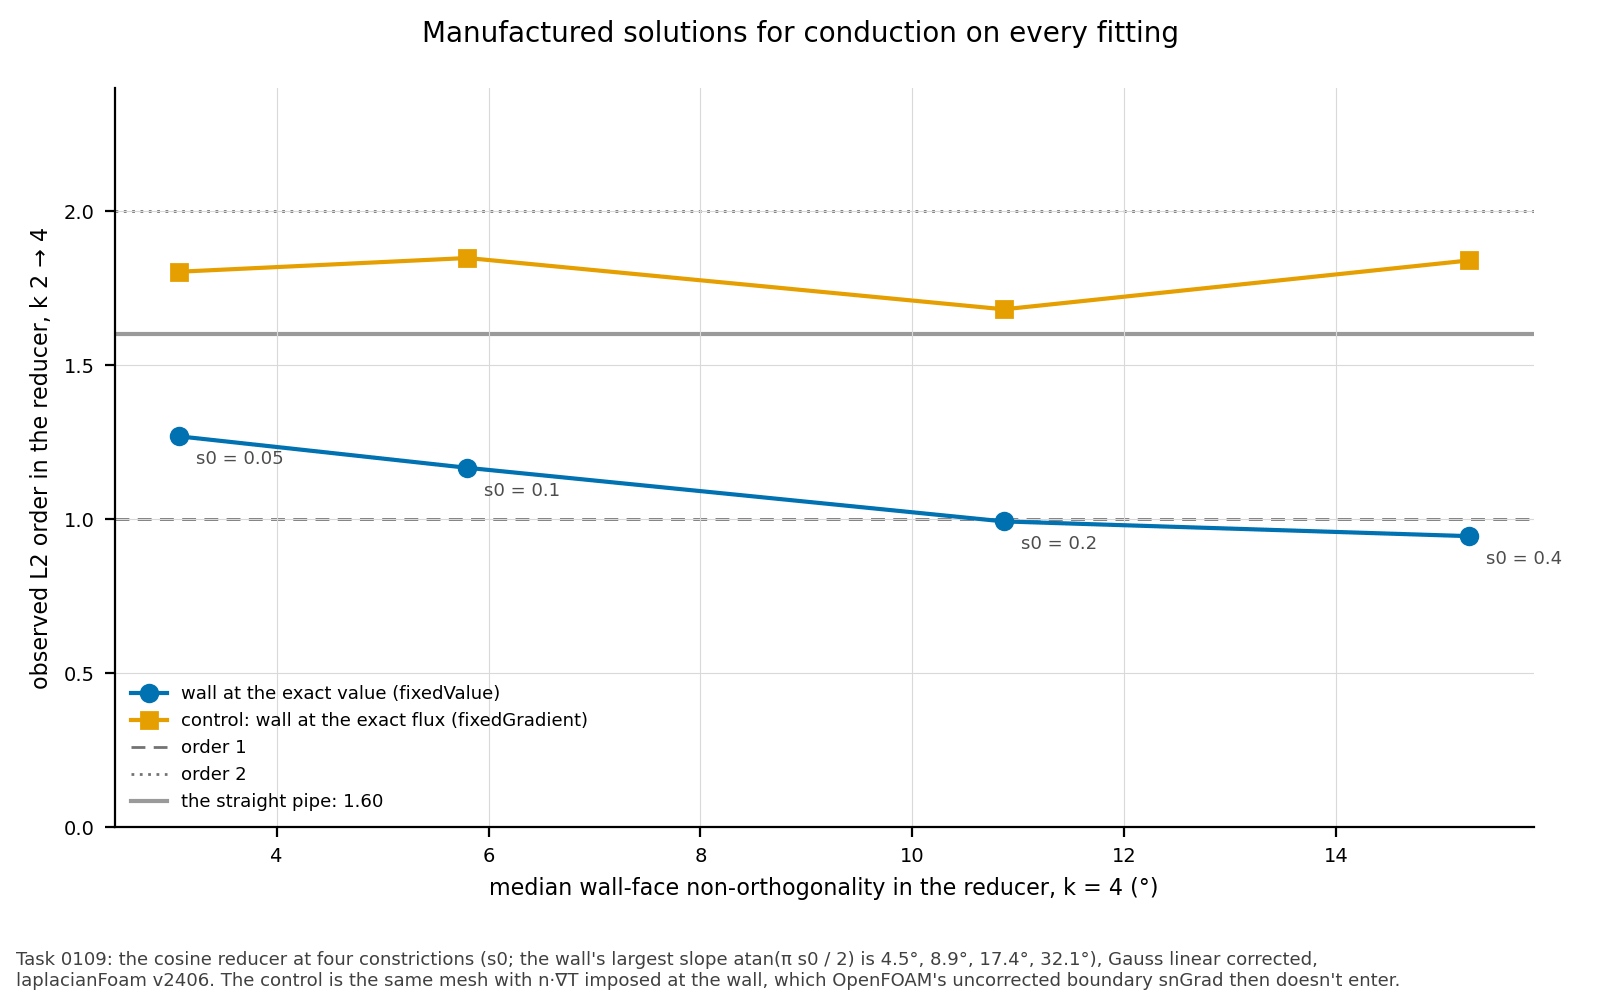 Manufactured solutions for conduction on every fitting
observed L2 order in the reducer, k 2 → 4
2.0
1.5
1.0
0.5
0.0
s0 = 0.05
s0 = 0.1
s0 = 0.2
s0 = 0.4
wall at the exact value (fixedValue)
control: wall at the exact flux (fixedGradient)
order 1
order 2
the straight pipe: 1.60
4 6 8 10 12 14
median wall-face non-orthogonality in the reducer, k = 4 (°)
Task 0109: the cosine reducer at four constrictions (s0; the wall's largest slope atan(π s0 / 2) is 4.5°, 8.9°, 17.4°, 32.1°), Gauss linear corrected,
laplacianFoam v2406. The control is the same mesh with n·∇T imposed at the wall, which OpenFOAM's uncorrected boundary snGrad then doesn't enter.